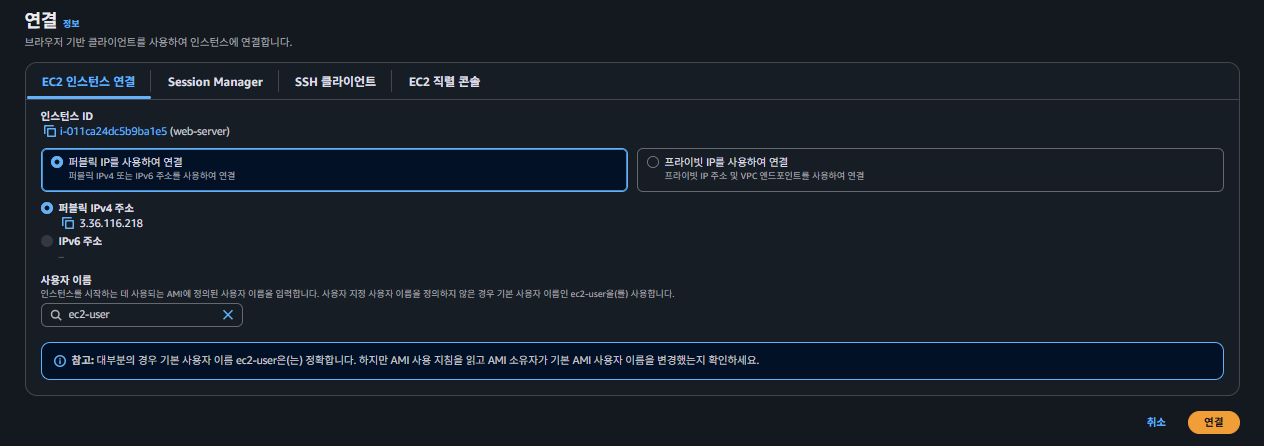 연결 정보
브라우저 기반 클라이언트를 사용하여 인스턴스에 연결합니다.
EC2 인스턴스 연결
Session Manager
SSH 클라이언트
EC2 직렬 콘솔
인스턴스 ID
i-011ca24dc5b9ba1e5 (web-server)
퍼블릭 IP를 사용하여 연결
퍼블릭 IPv4 또는 IPv6 주소를 사용하여 연결
프라이빗 IP를 사용하여 연결
프라이빗 IP 주소 및 VPC 엔드포인트를 사용하여 연결
퍼블릭 IPv4 주소
3.36.116.218
IPv6 주소
–
사용자 이름
인스턴스를 시작하는 데 사용되는 AMI에 정의된 사용자 이름을 입력합니다. 사용자 지정 사용자 이름을 정의하지 않은 경우 기본 사용자 이름인 ec2-user을(를) 사용합니다.
ec2-user
참고: 대부분의 경우 기본 사용자 이름 ec2-user은(는) 정확합니다. 하지만 AMI 사용 지침을 읽고 AMI 소유자가 기본 AMI 사용자 이름을 변경했는지 확인하세요.
취소
연결